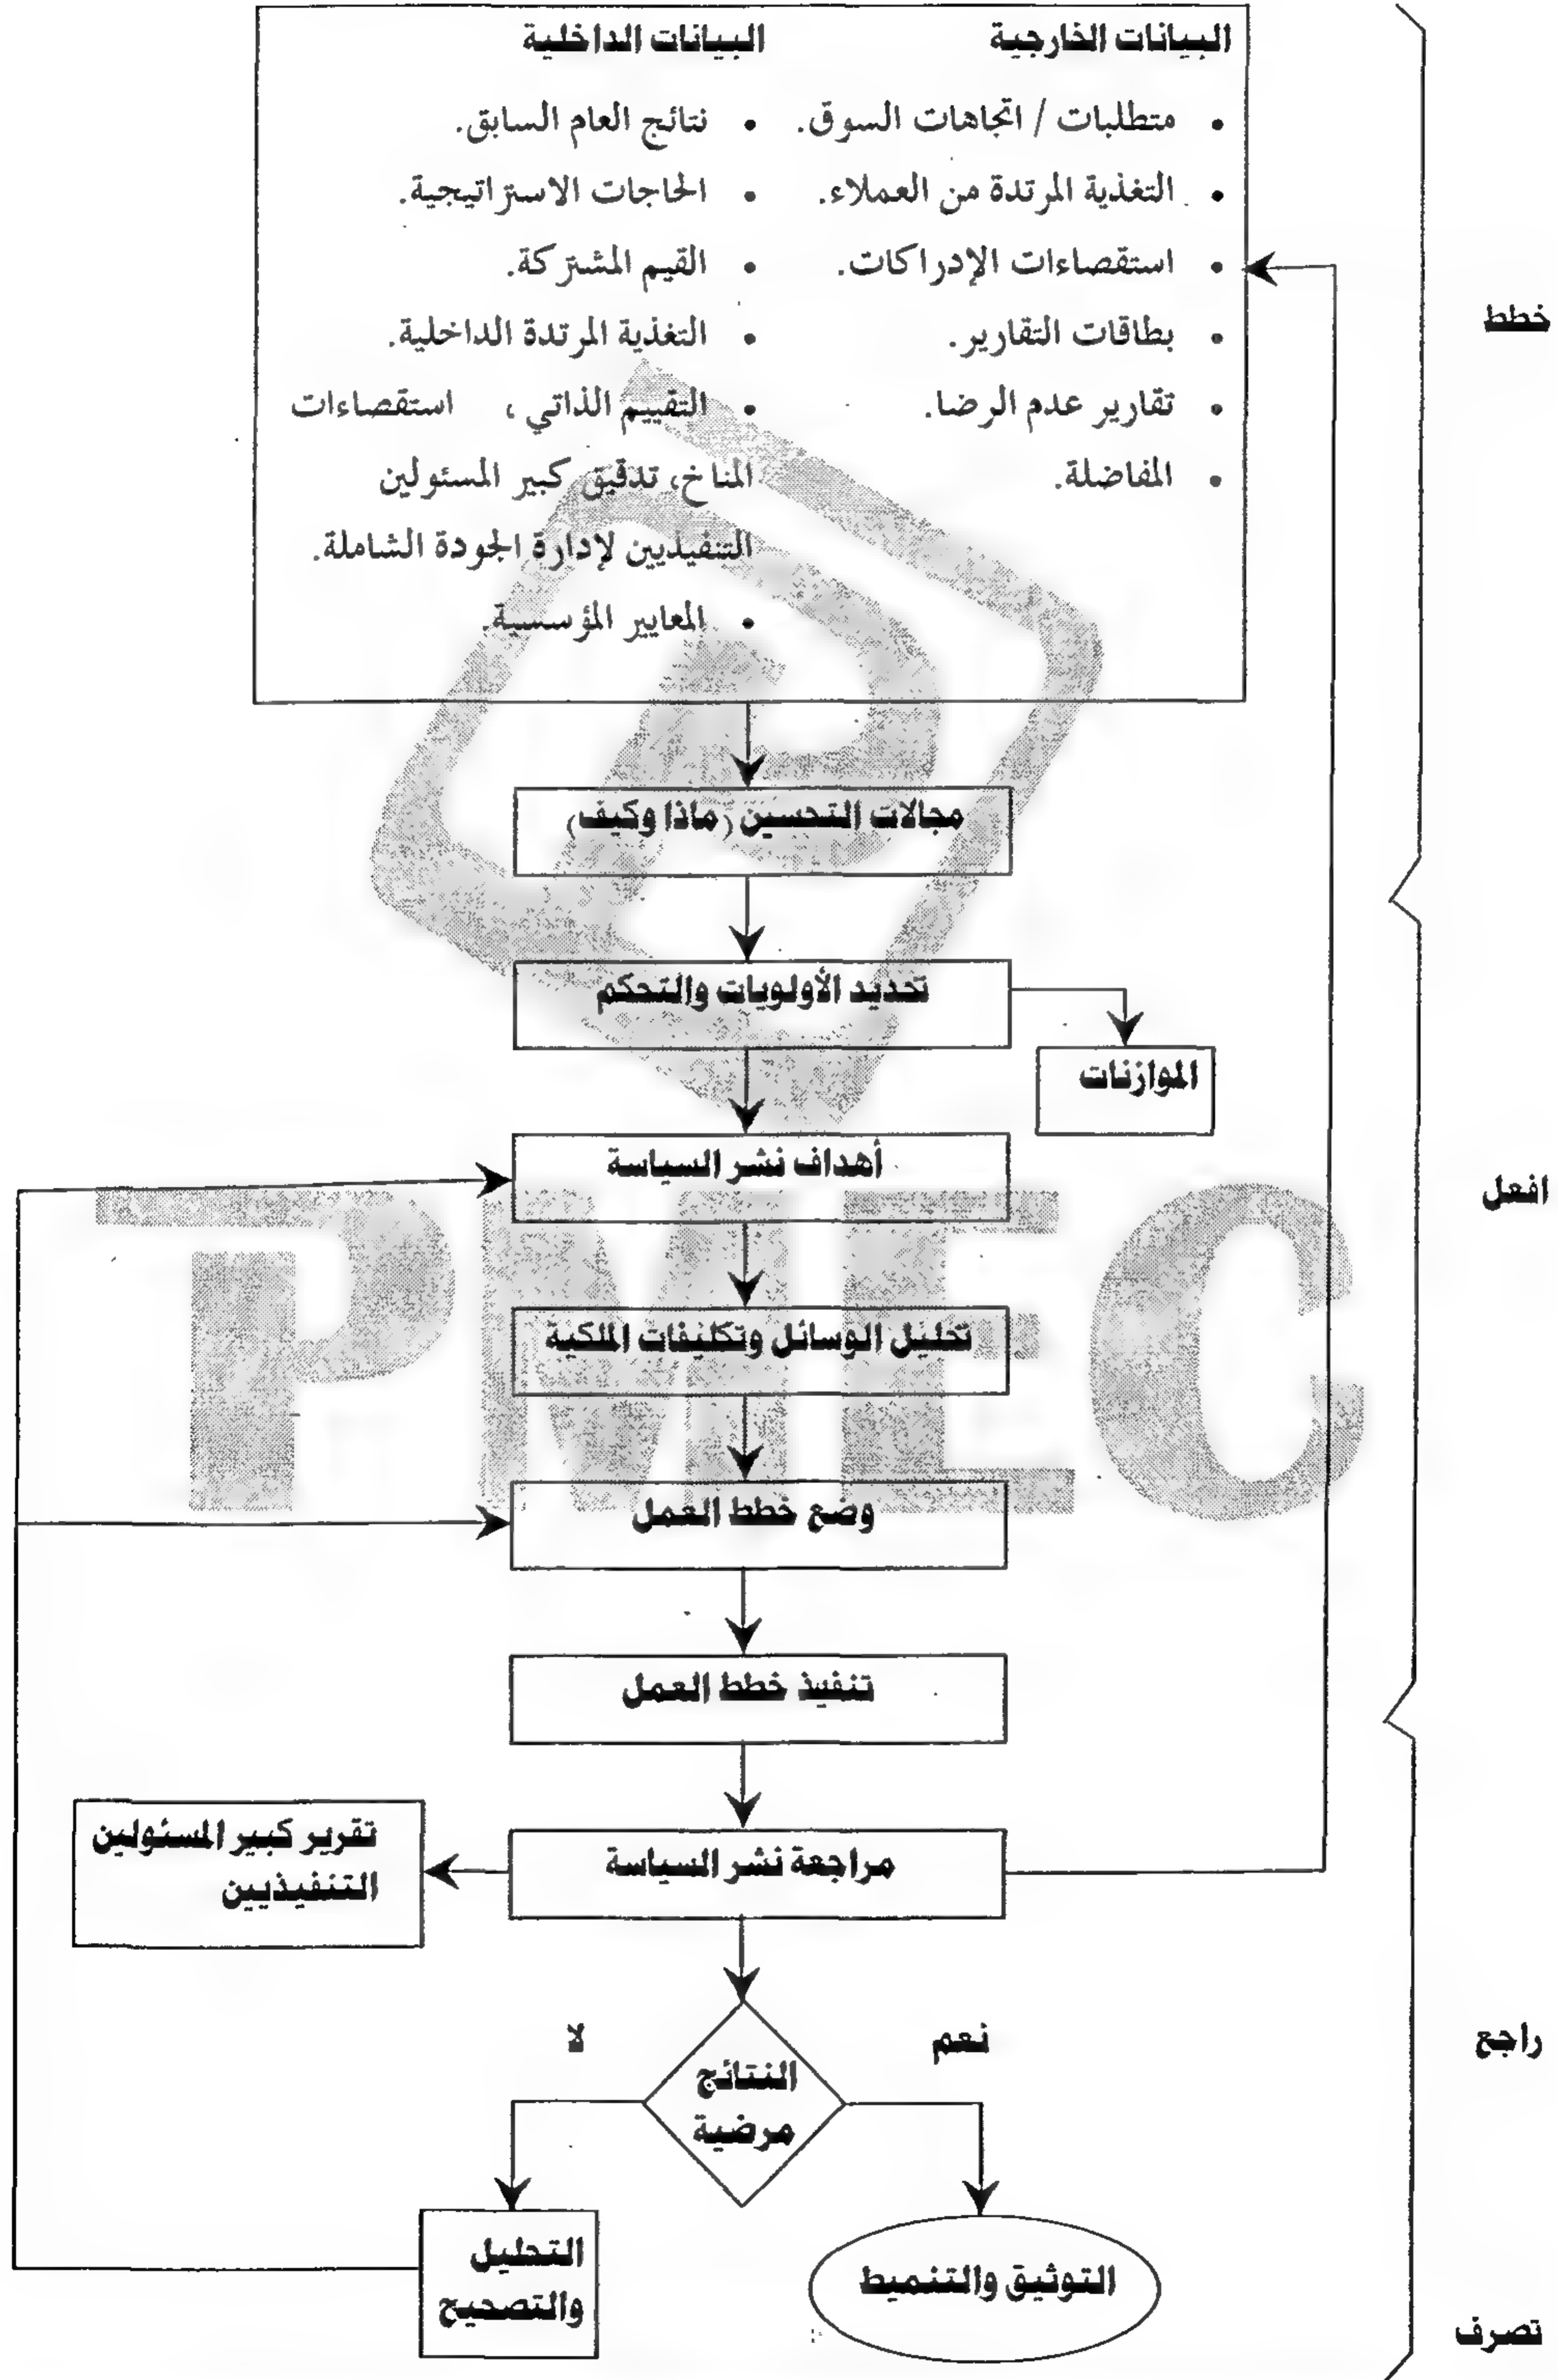 البيانات الخارجية
• متطلبات / اتجاهات السوق.
• التغذية المرتدة من العملاء.
• استقصاءات الإدراكات.
• بطاقات التقارير.
• تقارير عدم الرضا.
• المفاضلة.
البيانات الداخلية
• نتائج العام السابق.
• الحاجات الاستراتيجية.
• القيم المشتركة.
• التغذية المرتدة الداخلية.
• التقييم الذاتي ، استقصاءات
المناخ، تدقيق كبير المسئولين
التنفيذيين لإدارة الجودة الشاملة.
• المعايير المؤسسية.
خطط
مجالات التحسين (ماذا وكيف)
تحديد الأولويات والتحكم
الموازنات
أهداف نشر السياسة
افعل
PMEC
تحليل الوسائل وتكليفات الملكية
وضع خطط العمل
تنفيذ خطط العمل
مراجعة نشر السياسة
تقرير كبير المسئولين
التنفيذيين
راجع
نعم
لا
النتائج
مرضية
التحليل
والتصحيح
التوثيق والتنميط
تصرف